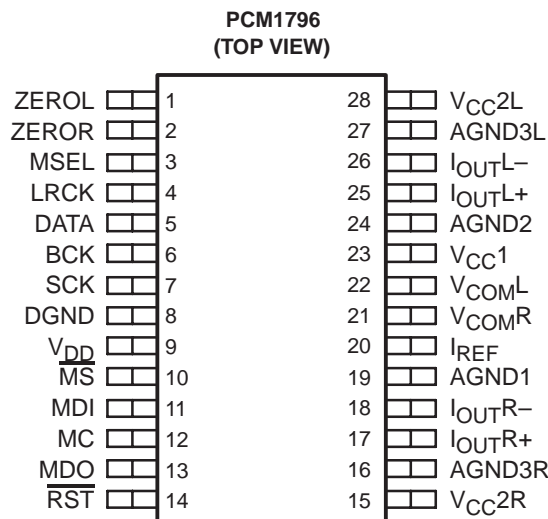 PCM1796
(TOP VIEW)
ZEROL 1 28 VCC2L
ZEROR 2 27 AGND3L
MSEL 3 26 IOUTL–
LRCK 4 25 IOUTL+
DATA 5 24 AGND2
BCK 6 23 VCC1
SCK 7 22 VCOML
DGND 8 21 VCOMR
VDD 9 20 IREF
MS 10 19 AGND1
MDI 11 18 IOUTR–
MC 12 17 IOUTR+
MDO 13 16 AGND3R
RST 14 15 VCC2R